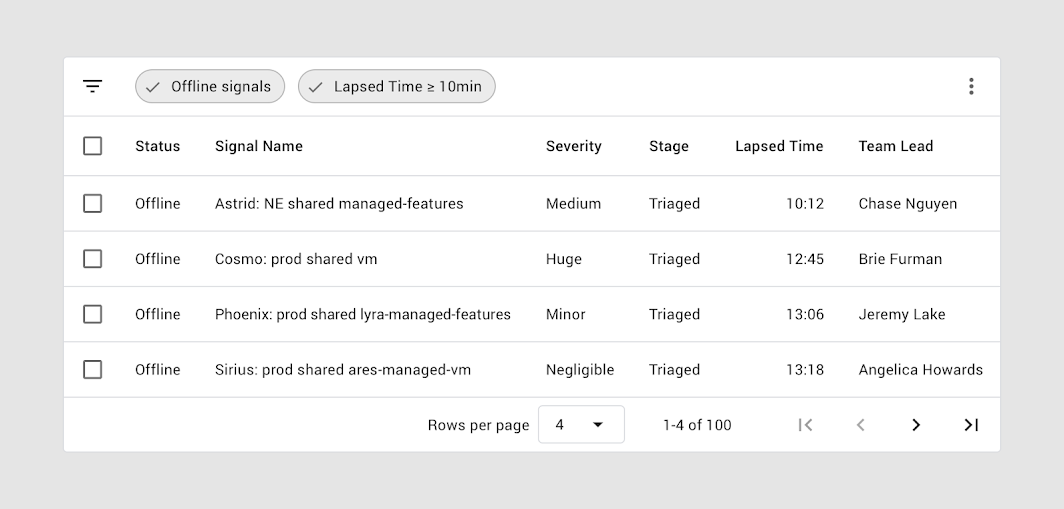 Offline signals Lapsed Time ≥ 10min
Status Signal Name Severity Stage Lapsed Time Team Lead
Offline Astrid: NE shared managed-features Medium Triaged 10:12 Chase Nguyen
Offline Cosmo: prod shared vm Huge Triaged 12:45 Brie Furman
Offline Phoenix: prod shared lyra-managed-features Minor Triaged 13:06 Jeremy Lake
Offline Sirius: prod shared ares-managed-vm Negligible Triaged 13:18 Angelica Howards
Rows per page 4 1-4 of 100